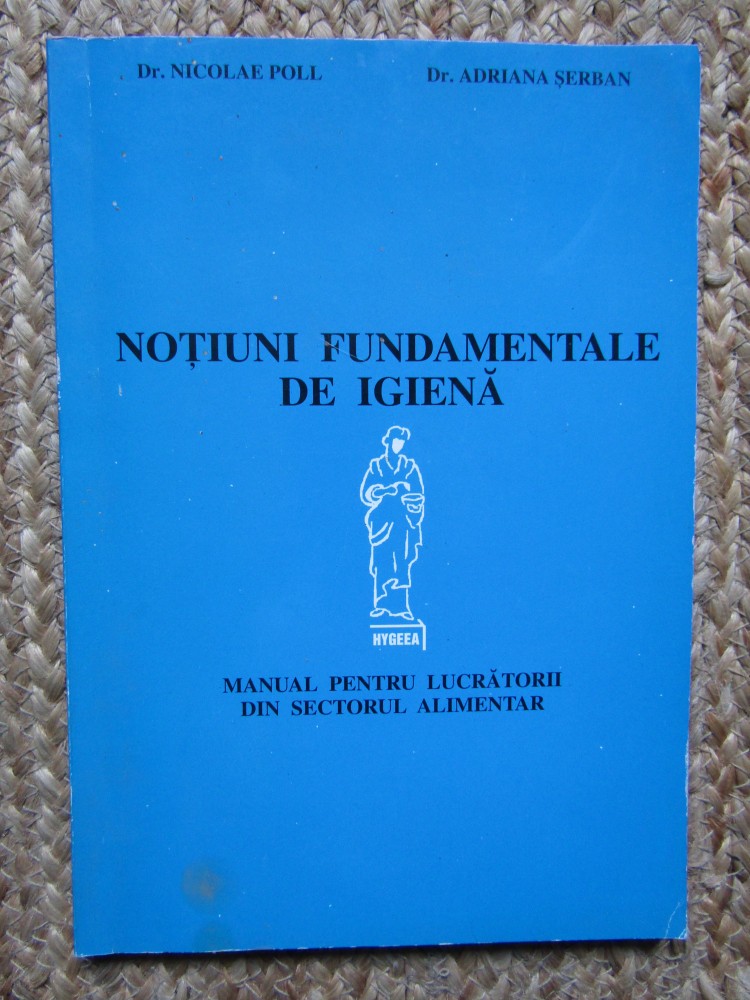 Dr. NICOLAE POLL Dr. ADRIANA ȘERBAN
NOȚIUNI FUNDAMENTALE
DE IGIENĂ
HYGEEA
MANUAL PENTRU LUCRĂTORII
DIN SECTORUL ALIMENTAR